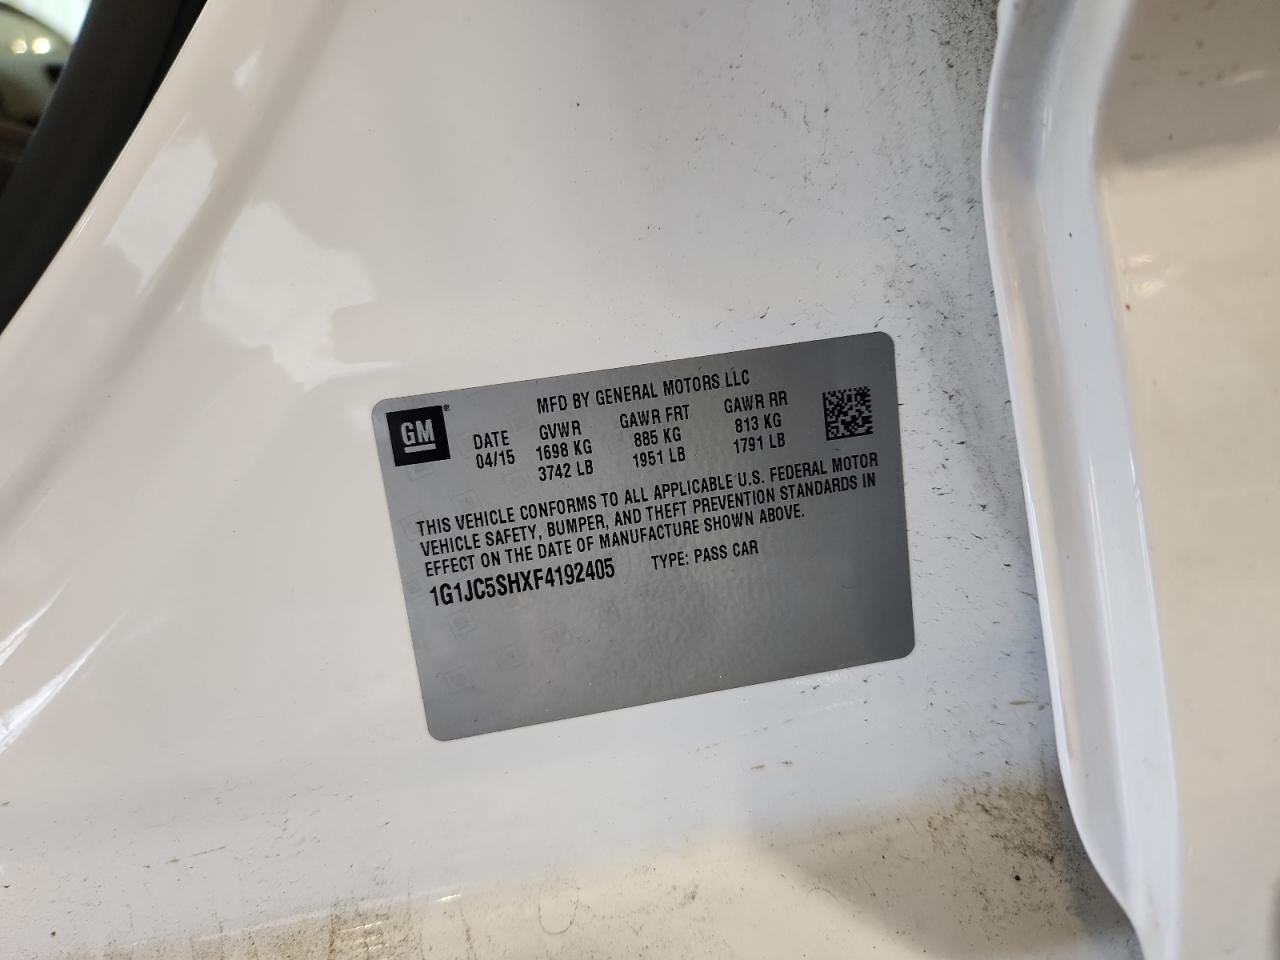 MFD BY GENERAL MOTORS LLC
GM®
DATE GVWR GAWR FRT GAWR RR
04/15 1698 KG 885 KG 813 KG
3742 LB 1951 LB 1791 LB
THIS VEHICLE CONFORMS TO ALL APPLICABLE U.S. FEDERAL MOTOR
VEHICLE SAFETY, BUMPER, AND THEFT PREVENTION STANDARDS IN
EFFECT ON THE DATE OF MANUFACTURE SHOWN ABOVE.
1G1JC5SHXF4192405 TYPE: PASS CAR